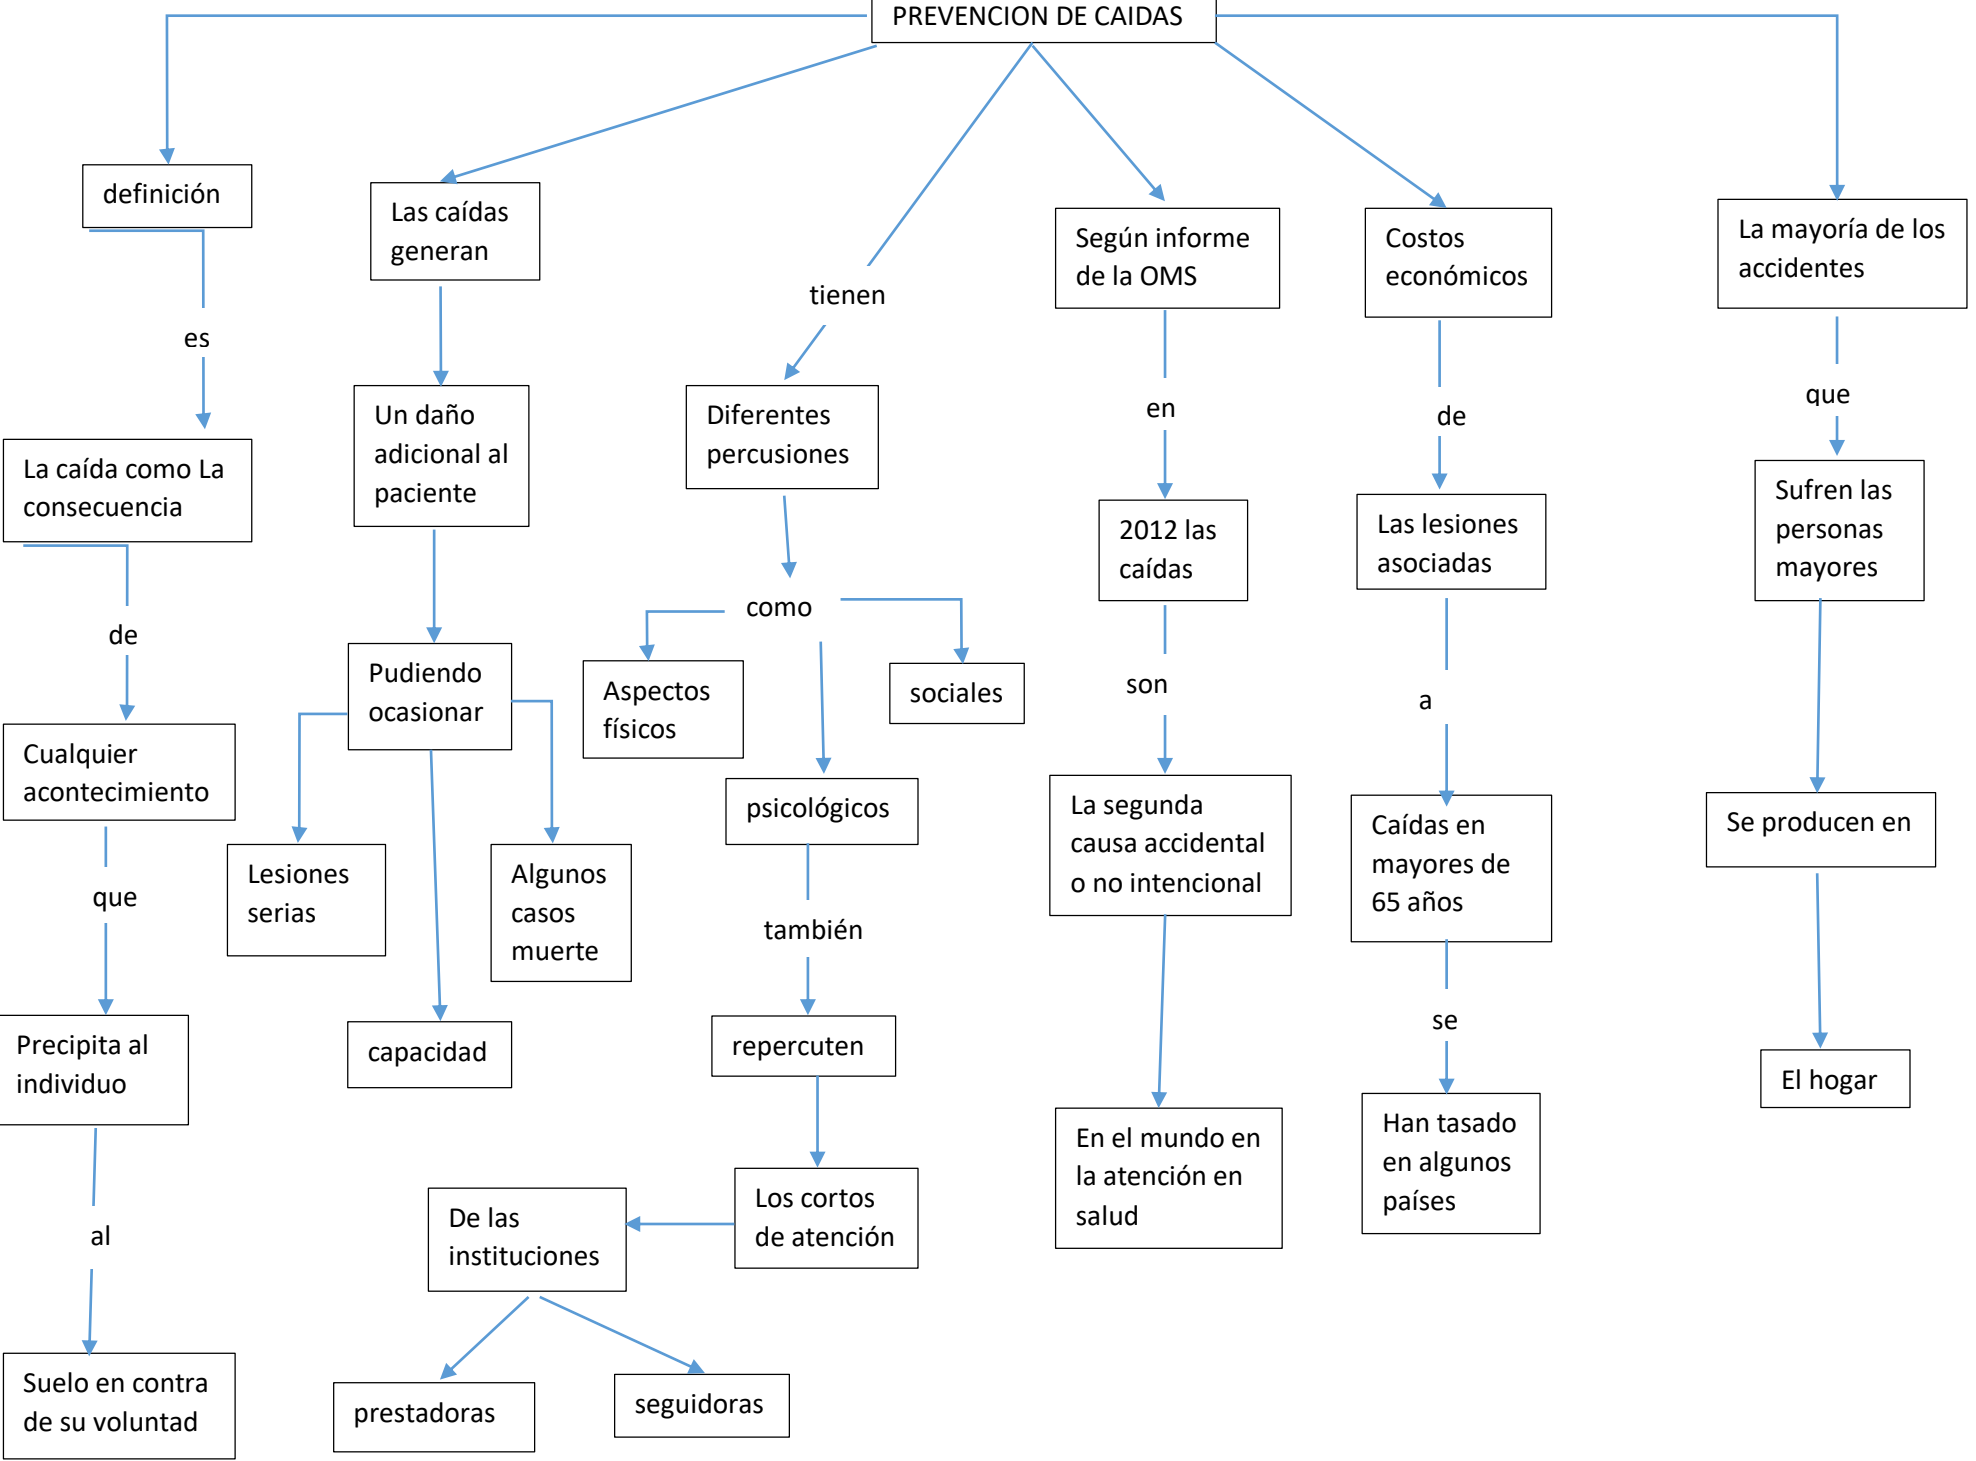 PREVENCION DE CAIDAS
definición
es
La caída como La
consecuencia
de
Cualquier
acontecimiento
que
Precipita al
individuo
al
Suelo en contra
de su voluntad
Las caídas
generan
Un daño
adicional al
paciente
Pudiendo
ocasionar
Lesiones
serias
capacidad
Algunos
casos
muerte
tienen
Diferentes
percusiones
como
Aspectos
físicos
psicológicos
sociales
también
repercuten
Los cortos
de atención
De las
instituciones
prestadoras
seguidoras
Según informe
de la OMS
en
2012 las
caídas
son
La segunda
causa accidental
o no intencional
En el mundo en
la atención en
salud
Costos
económicos
de
Las lesiones
asociadas
a
Caídas en
mayores de
65 años
se
Han tasado
en algunos
países
La mayoría de los
accidentes
que
Sufren las
personas
mayores
Se producen en
El hogar